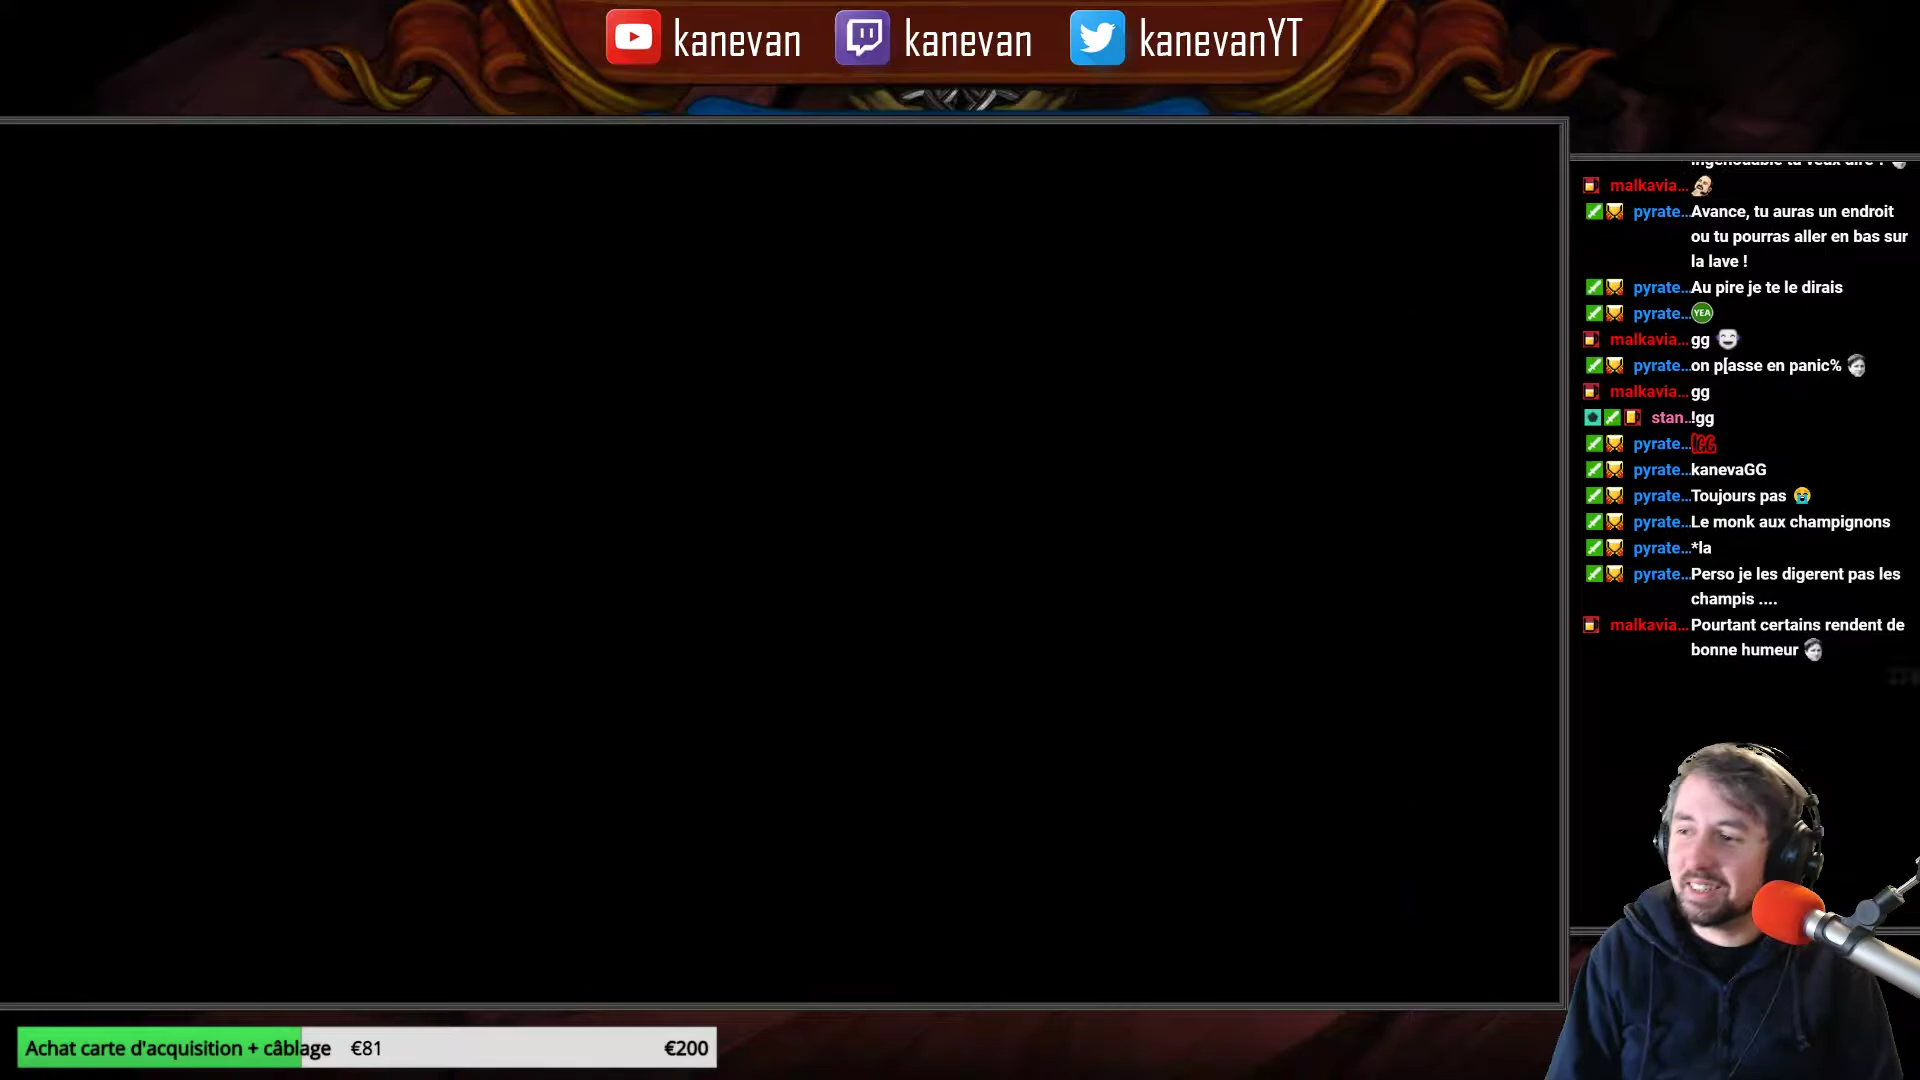 kanevan kanevan kanevanYT
malkavia...
pyrate...Avance, tu auras un endroit
ou tu pourras aller en bas sur
la lave !
pyrate...Au pire je te le dirais
pyrate...YEA
malkavia...gg
pyrate...on p[asse en panic%
malkavia...gg
stan..!gg
pyrate...!GG
pyrate...kanevaGG
pyrate...Toujours pas 😭
pyrate...Le monk aux champignons
pyrate...*la
pyrate...Perso je les digerent pas les
champis ....
malkavia...Pourtant certains rendent de
bonne humeur
Achat carte d'acquisition + câblage €81 €200